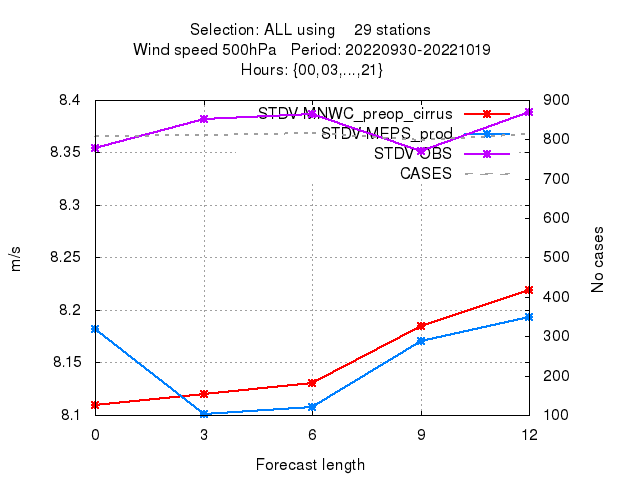 Selection: ALL using 29 stations
Wind speed 500hPa Period: 20220930-20221019
Hours: {00,03,...,21}
8.4
8.35
8.3
8.25
8.2
8.15
8.1
m/s
STDV MNWC_preop_cirrus
STDV MEPS_prod
STDV OBS
CASES
900
800
700
600
500
400
300
200
100
No cases
0 3 6 9 12
Forecast length